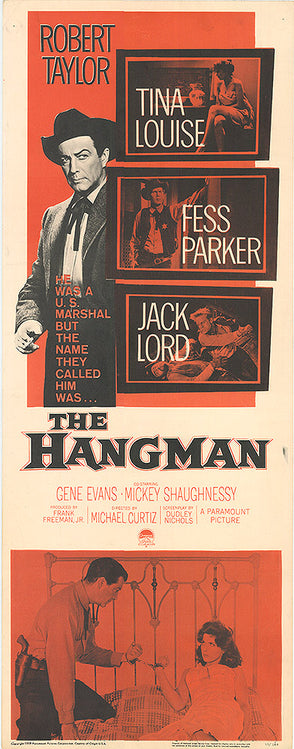 ROBERT
TAYLOR
TINA
LOUISE
FESS
PARKER
JACK
LORD
HE
WAS A
U.S.
MARSHAL
BUT
THE
NAME
THEY
CALLED
HIM
WAS...
THE
HANGMAN
CO-STARRING
GENE EVANS · MICKEY SHAUGHNESSY
PRODUCED BY
FRANK
FREEMAN, JR.
DIRECTED BY
MICHAEL CURTIZ
SCREENPLAY BY
DUDLEY
NICHOLS
A PARAMOUNT
PICTURE